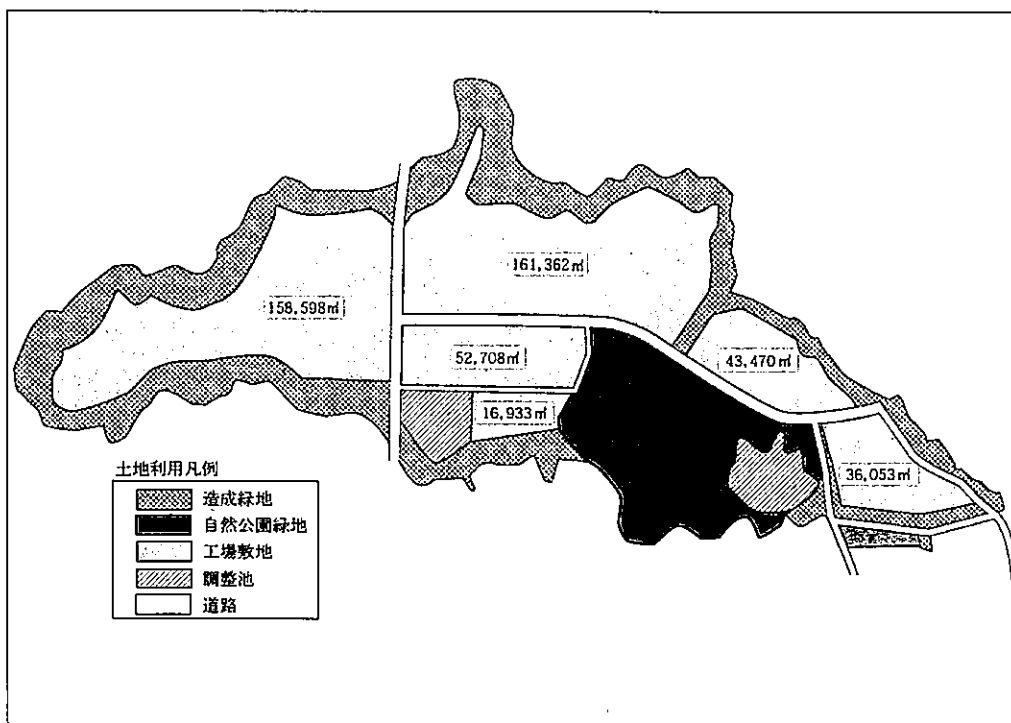 161,362㎡
158,598㎡
52,708㎡
43,470㎡
16,933㎡
36,053㎡
土地利用凡例
造成緑地
自然公園緑地
工場敷地
調整池
道路